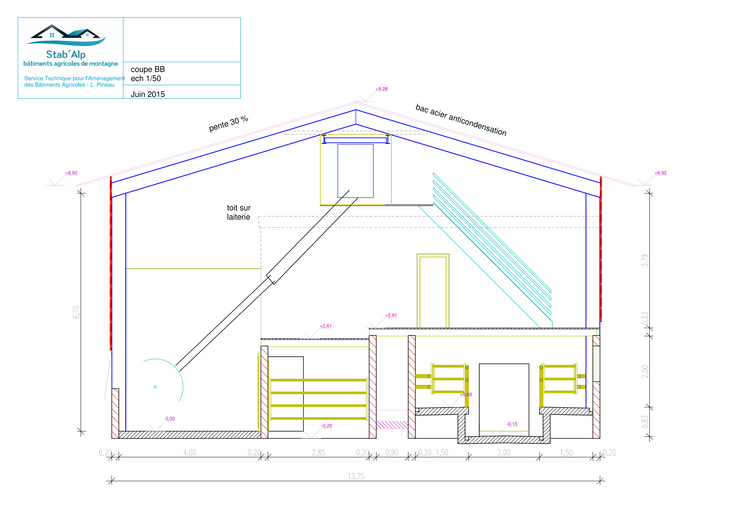 Stab'Alp
bâtiments agricoles de montagne
Service Technique pour l'Aménagement
des Bâtiments Agricoles - L. Pineau
coupe BB
ech 1/50
Juin 2015
+9,28
pente 30 %
bac acier anticondensation
+6,92
+6,92
toit sur
laiterie
3,79
6,70
+2,91
0,23
+2,61
2,00
0,00
-0,20
-0,15
0,83
0,20
4,00
0,20
2,85
0,20
0,90
0,20
1,50
2,00
1,50
0,20
13,75